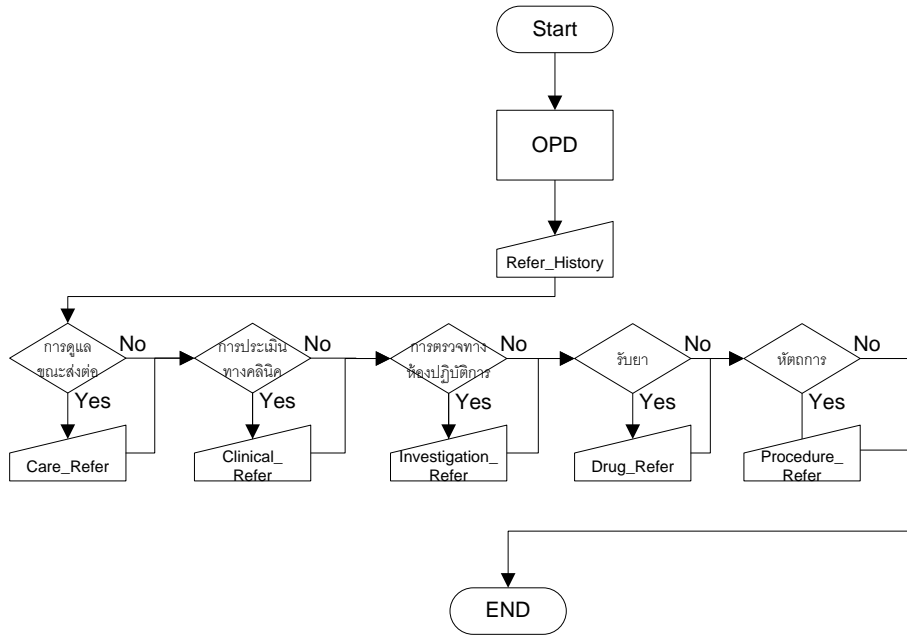 Start
OPD
Refer_History
การดูแล
ขณะส่งต่อ
No
Yes
Care_Refer
การประเมิน
ทางคลินิค
No
Yes
Clinical_
Refer
การตรวจทาง
ห้องปฏิบัติการ
No
Yes
Investigation_
Refer
รับยา
No
Yes
Drug_Refer
หัตถการ
No
Yes
Procedure_
Refer
END